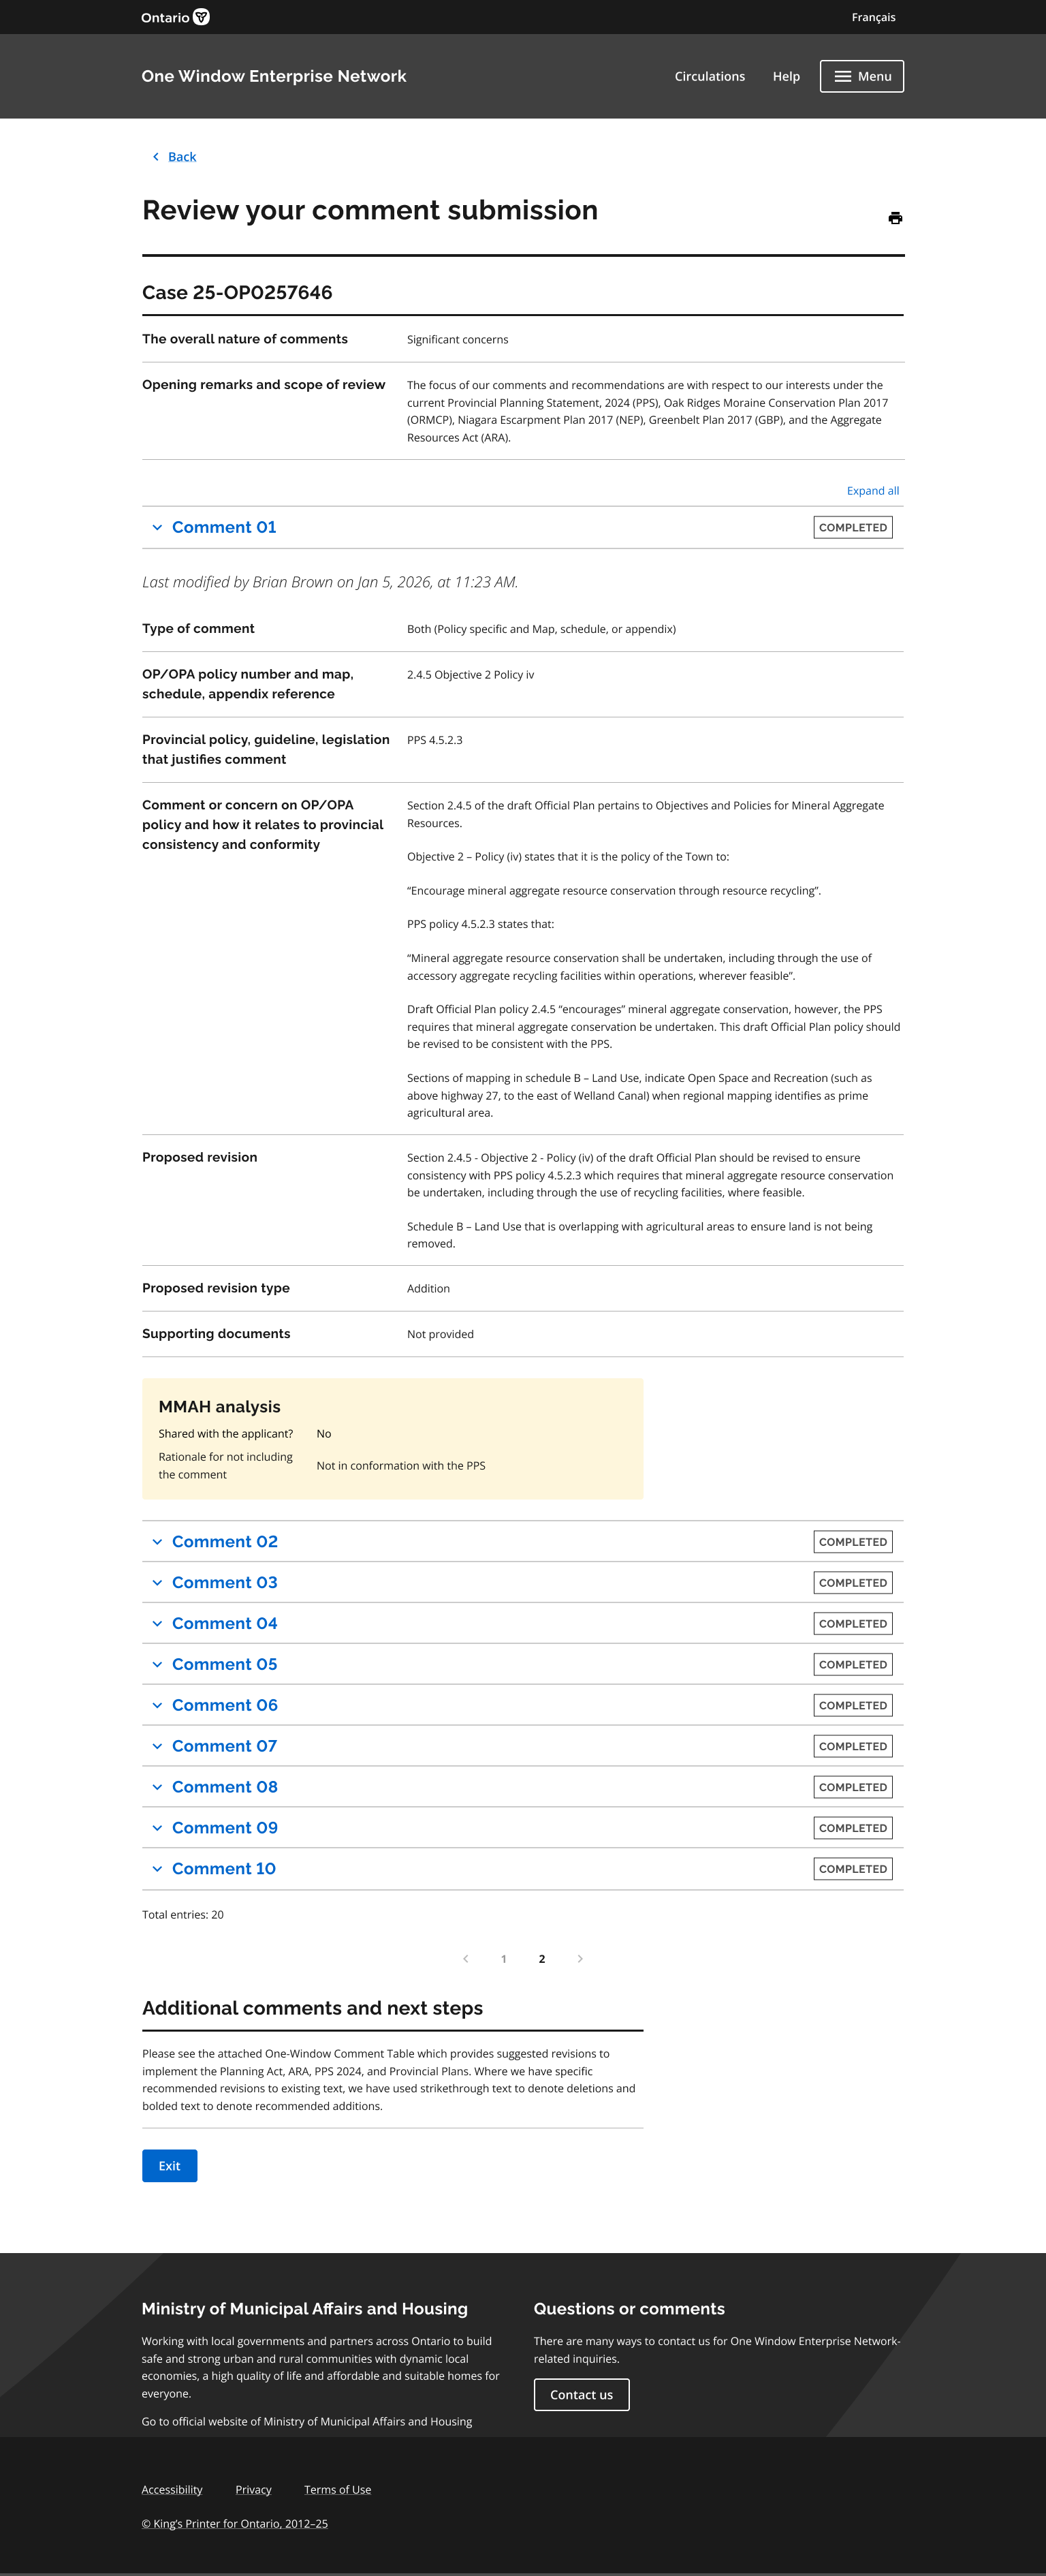 Ontario
Français
One Window Enterprise Network
Circulations
Help
Menu
Back
Review your comment submission
Case 25-OP0257646
The overall nature of comments
Significant concerns
Opening remarks and scope of review
The focus of our comments and recommendations are with respect to our interests under the
current Provincial Planning Statement, 2024 (PPS), Oak Ridges Moraine Conservation Plan 2017
(ORMCP), Niagara Escarpment Plan 2017 (NEP), Greenbelt Plan 2017 (GBP), and the Aggregate
Resources Act (ARA).
Expand all
Comment 01
COMPLETED
Last modified by Brian Brown on Jan 5, 2026, at 11:23 AM.
Type of comment
Both (Policy specific and Map, schedule, or appendix)
OP/OPA policy number and map,
schedule, appendix reference
2.4.5 Objective 2 Policy iv
Provincial policy, guideline, legislation
that justifies comment
PPS 4.5.2.3
Comment or concern on OP/OPA
policy and how it relates to provincial
consistency and conformity
Section 2.4.5 of the draft Official Plan pertains to Objectives and Policies for Mineral Aggregate
Resources.
Objective 2 – Policy (iv) states that it is the policy of the Town to:
“Encourage mineral aggregate resource conservation through resource recycling”.
PPS policy 4.5.2.3 states that:
“Mineral aggregate resource conservation shall be undertaken, including through the use of
accessory aggregate recycling facilities within operations, wherever feasible”.
Draft Official Plan policy 2.4.5 “encourages” mineral aggregate conservation, however, the PPS
requires that mineral aggregate conservation be undertaken. This draft Official Plan policy should
be revised to be consistent with the PPS.
Sections of mapping in schedule B – Land Use, indicate Open Space and Recreation (such as
above highway 27, to the east of Welland Canal) when regional mapping identifies as prime
agricultural area.
Proposed revision
Section 2.4.5 - Objective 2 - Policy (iv) of the draft Official Plan should be revised to ensure
consistency with PPS policy 4.5.2.3 which requires that mineral aggregate resource conservation
be undertaken, including through the use of recycling facilities, where feasible.
Schedule B – Land Use that is overlapping with agricultural areas to ensure land is not being
removed.
Proposed revision type
Addition
Supporting documents
Not provided
MMAH analysis
Shared with the applicant?
No
Rationale for not including
the comment
Not in conformation with the PPS
Comment 02
COMPLETED
Comment 03
COMPLETED
Comment 04
COMPLETED
Comment 05
COMPLETED
Comment 06
COMPLETED
Comment 07
COMPLETED
Comment 08
COMPLETED
Comment 09
COMPLETED
Comment 10
COMPLETED
Total entries: 20
1
2
Additional comments and next steps
Please see the attached One-Window Comment Table which provides suggested revisions to
implement the Planning Act, ARA, PPS 2024, and Provincial Plans. Where we have specific
recommended revisions to existing text, we have used strikethrough text to denote deletions and
bolded text to denote recommended additions.
Exit
Ministry of Municipal Affairs and Housing
Working with local governments and partners across Ontario to build
safe and strong urban and rural communities with dynamic local
economies, a high quality of life and affordable and suitable homes for
everyone.
Go to official website of Ministry of Municipal Affairs and Housing
Questions or comments
There are many ways to contact us for One Window Enterprise Network-
related inquiries.
Contact us
Accessibility
Privacy
Terms of Use
© King’s Printer for Ontario, 2012–25